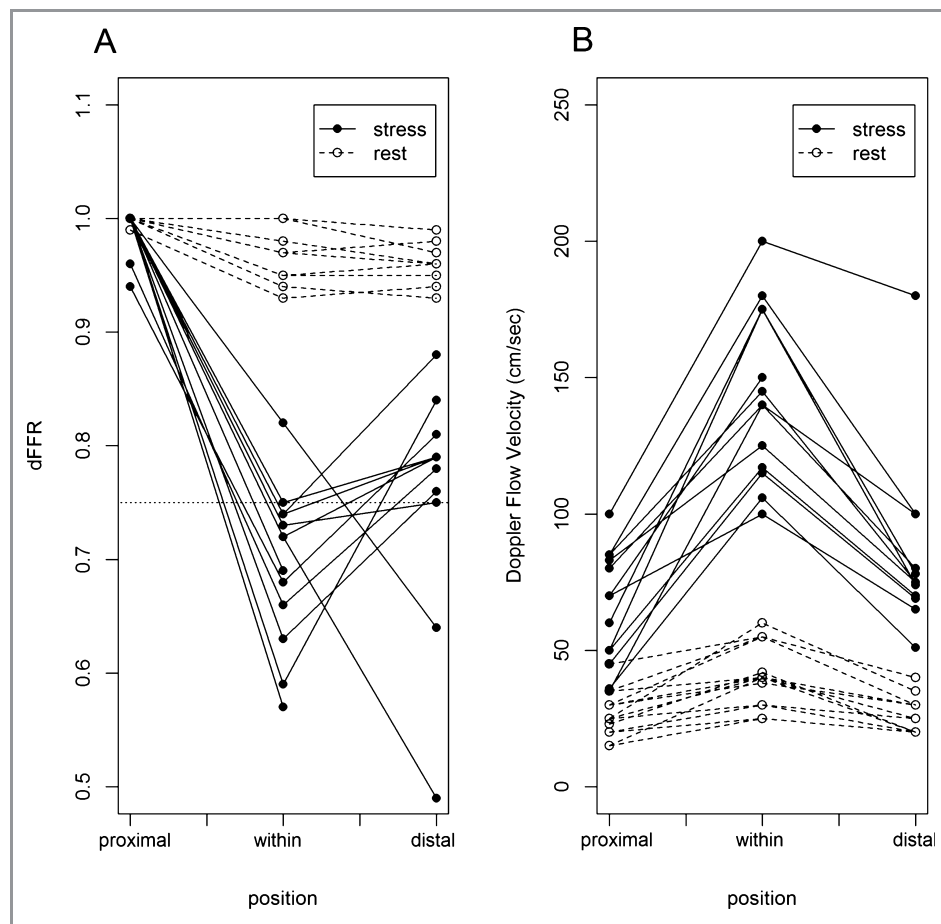 A
dFFR
1.1
1.0
0.9
0.8
0.7
0.6
0.5
stress
rest
proximal within distal
position
B
Doppler Flow Velocity (cm/sec)
250
200
150
100
50
0
stress
rest
proximal within distal
position